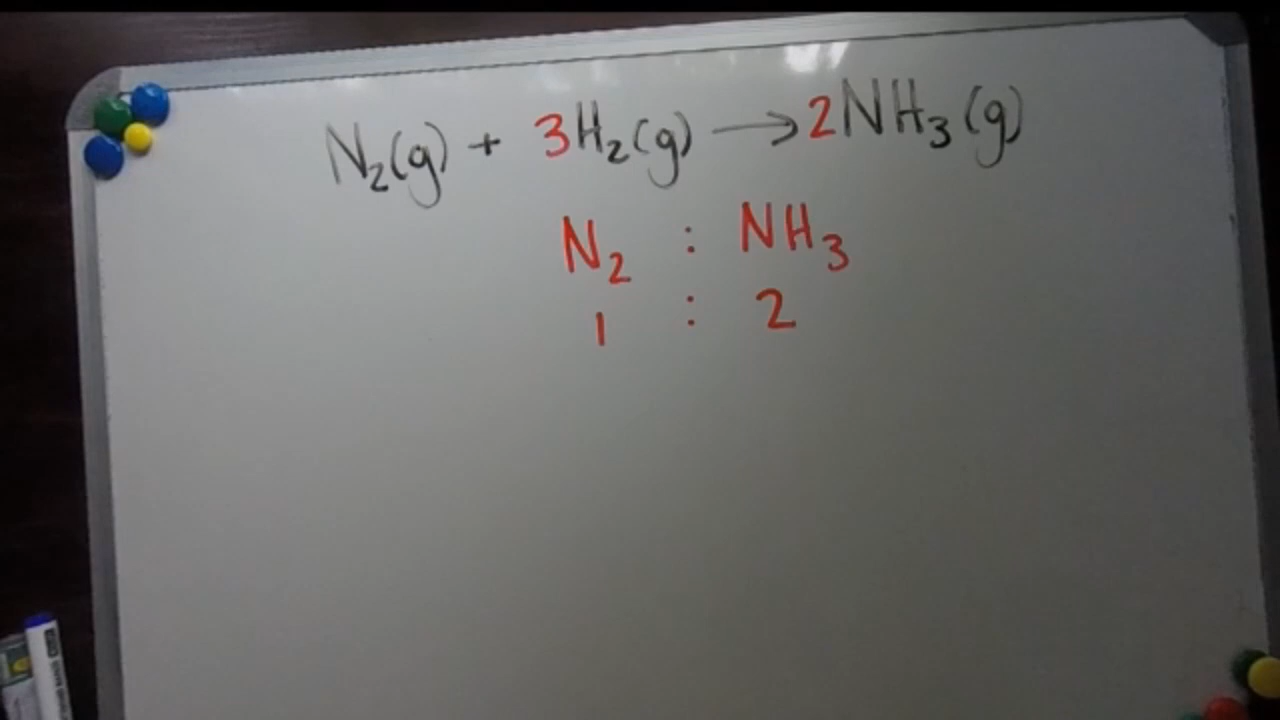 N₂(g) + 3H₂(g) → 2NH₃(g)
N₂ : NH₃
1 : 2